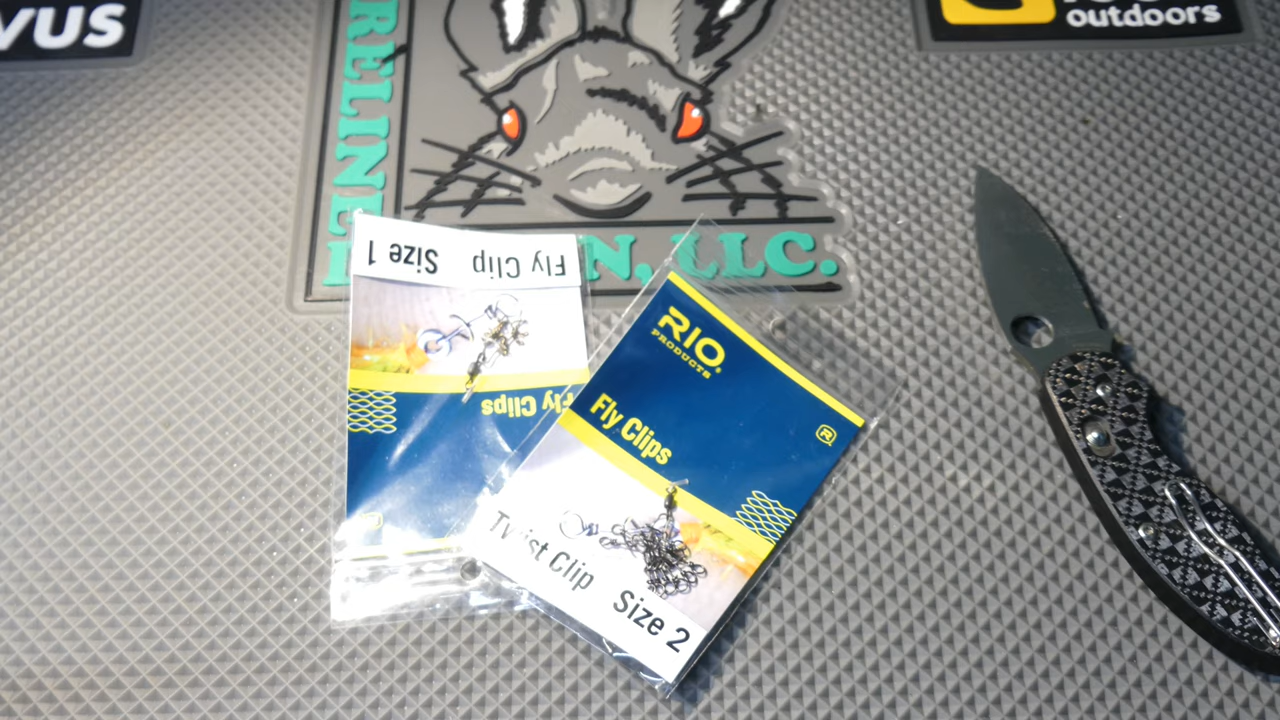 VUS
outdoors
RELINE
N, LLC.
Fly Clip Size 1
Fly Clips
RIO
PRODUCTS
Fly Clips
R
Twist Clip Size 2